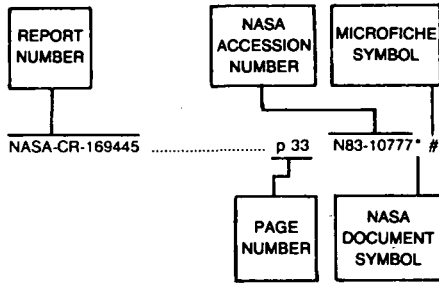 REPORT
NUMBER
NASA
ACCESSION
NUMBER
MICROFICHE
SYMBOL
NASA-CR-169445 .......................... p 33 N83-10777* #
PAGE
NUMBER
NASA
DOCUMENT
SYMBOL